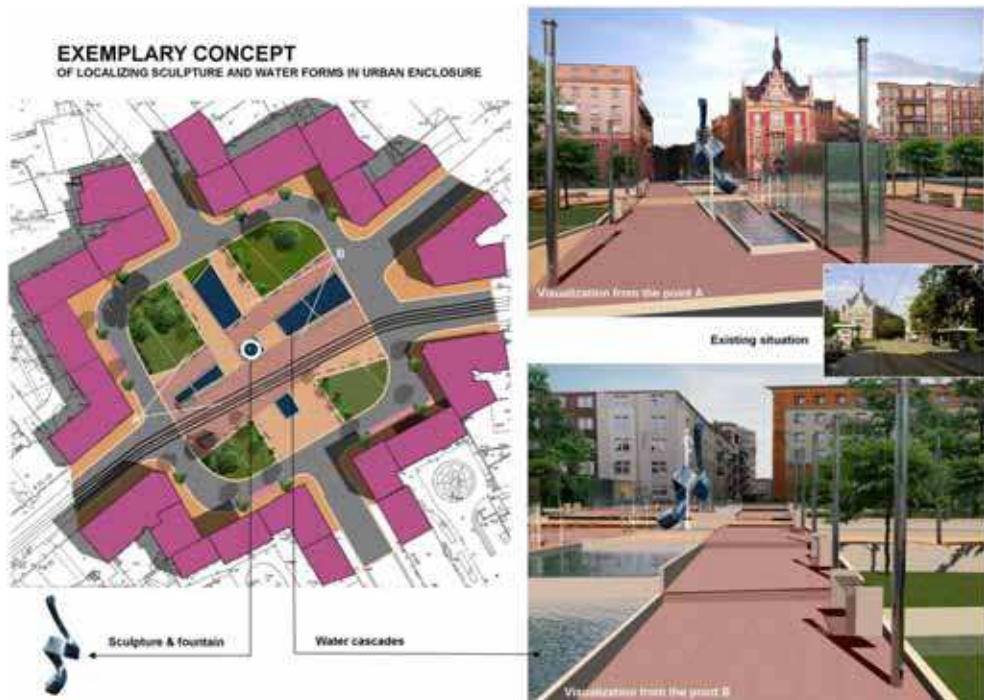 EXEMPLARY CONCEPT
OF LOCALIZING SCULPTURE AND WATER FORMS IN URBAN ENCLOSURE
B
Visualization from the point A
Existing situation
Sculpture & fountain
Water cascades
Visualization from the point B